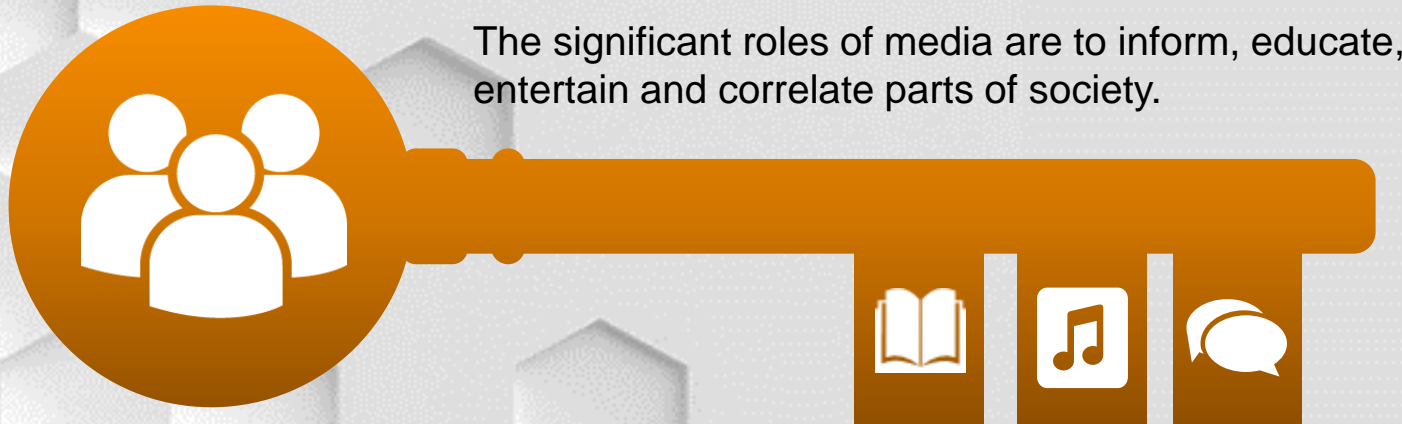 The significant roles of media are to inform, educate,
entertain and correlate parts of society.